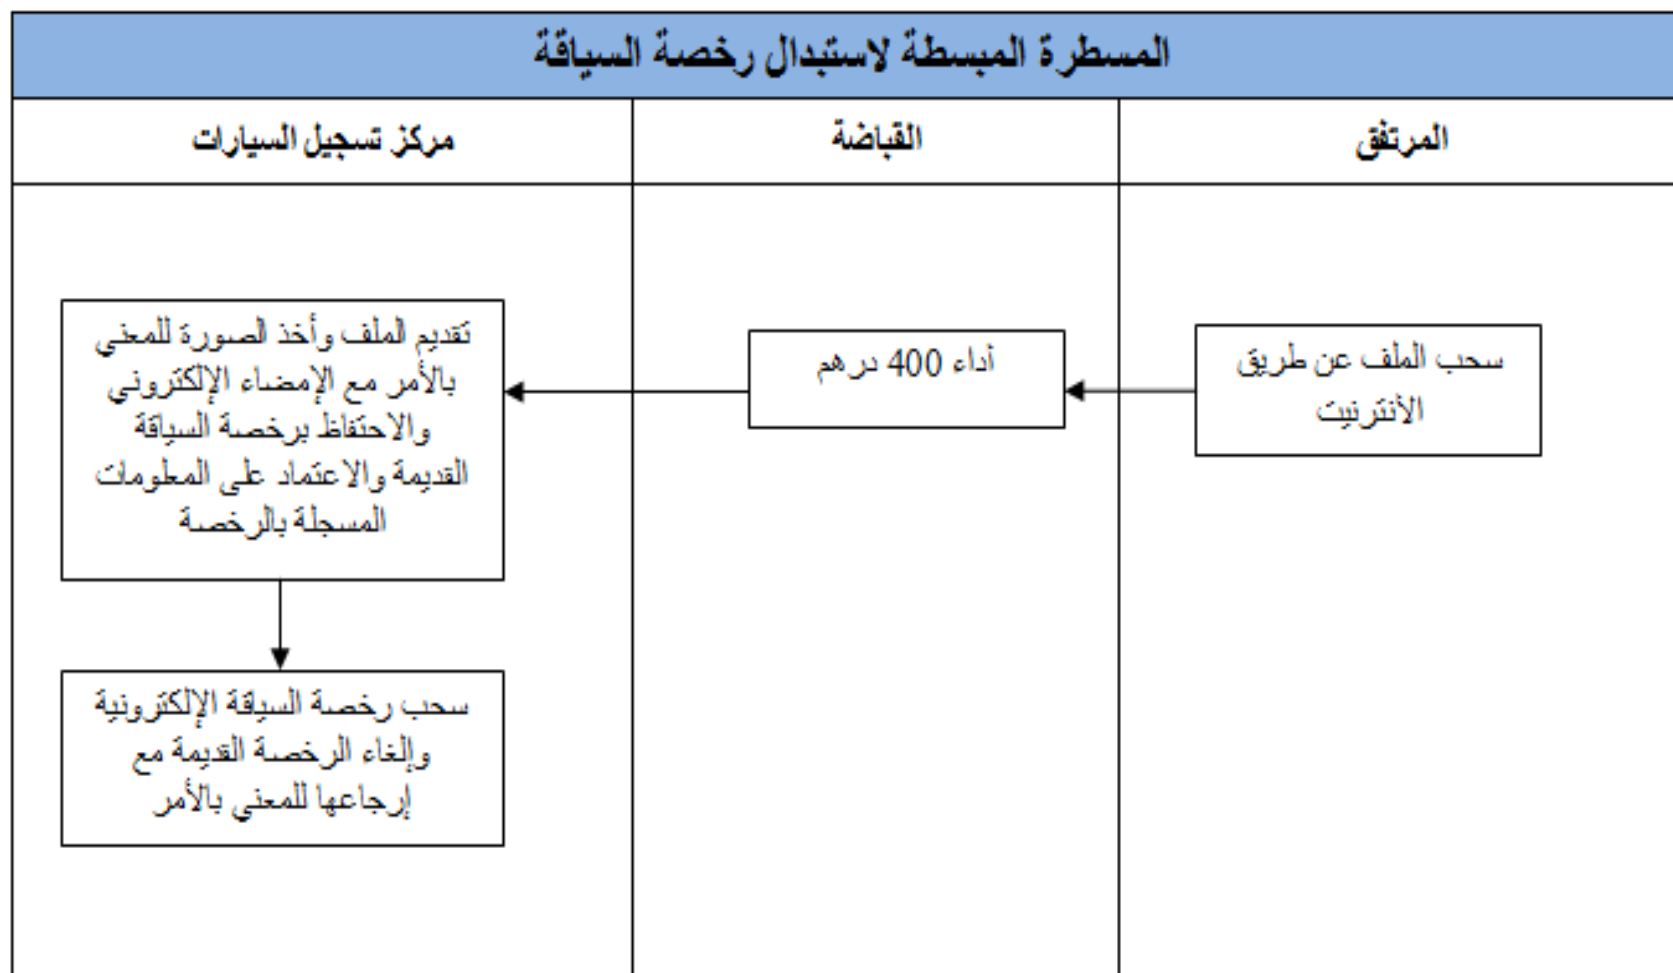 المسطرة المبسطة لاستبدال رخصة السياقة
المرتفق
القباضة
مركز تسجيل السيارات
سحب الملف عن طريق
الأنترنيت
أداء 400 درهم
تقديم الملف وأخذ الصورة للمعني
بالأمر مع الإمضاء الإلكتروني
والاحتفاظ برخصة السياقة
القديمة والاعتماد على المعلومات
المسجلة بالرخصة
سحب رخصة السياقة الإلكترونية
وإلغاء الرخصة القديمة مع
إرجاعها للمعني بالأمر